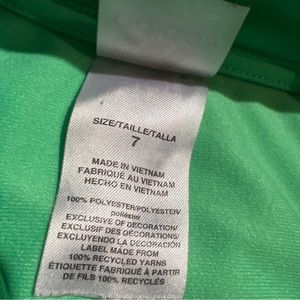 SIZE/TAILLE/TALLA
7
MADE IN VIETNAM
FABRIQUÉ AU VIETNAM
HECHO EN VIETNAM
100% POLYESTER/POLYESTER/
poliéster
EXCLUSIVE OF DECORATION/
EXCLUSIF DES DÉCORATIONS/
EXCLUYENDO LA DECORACIÓN
LABEL MADE FROM
100% RECYCLED YARNS
ÉTIQUETTE FABRIQUÉ À PARTIR
DE FILS 100% RECYCLÉS